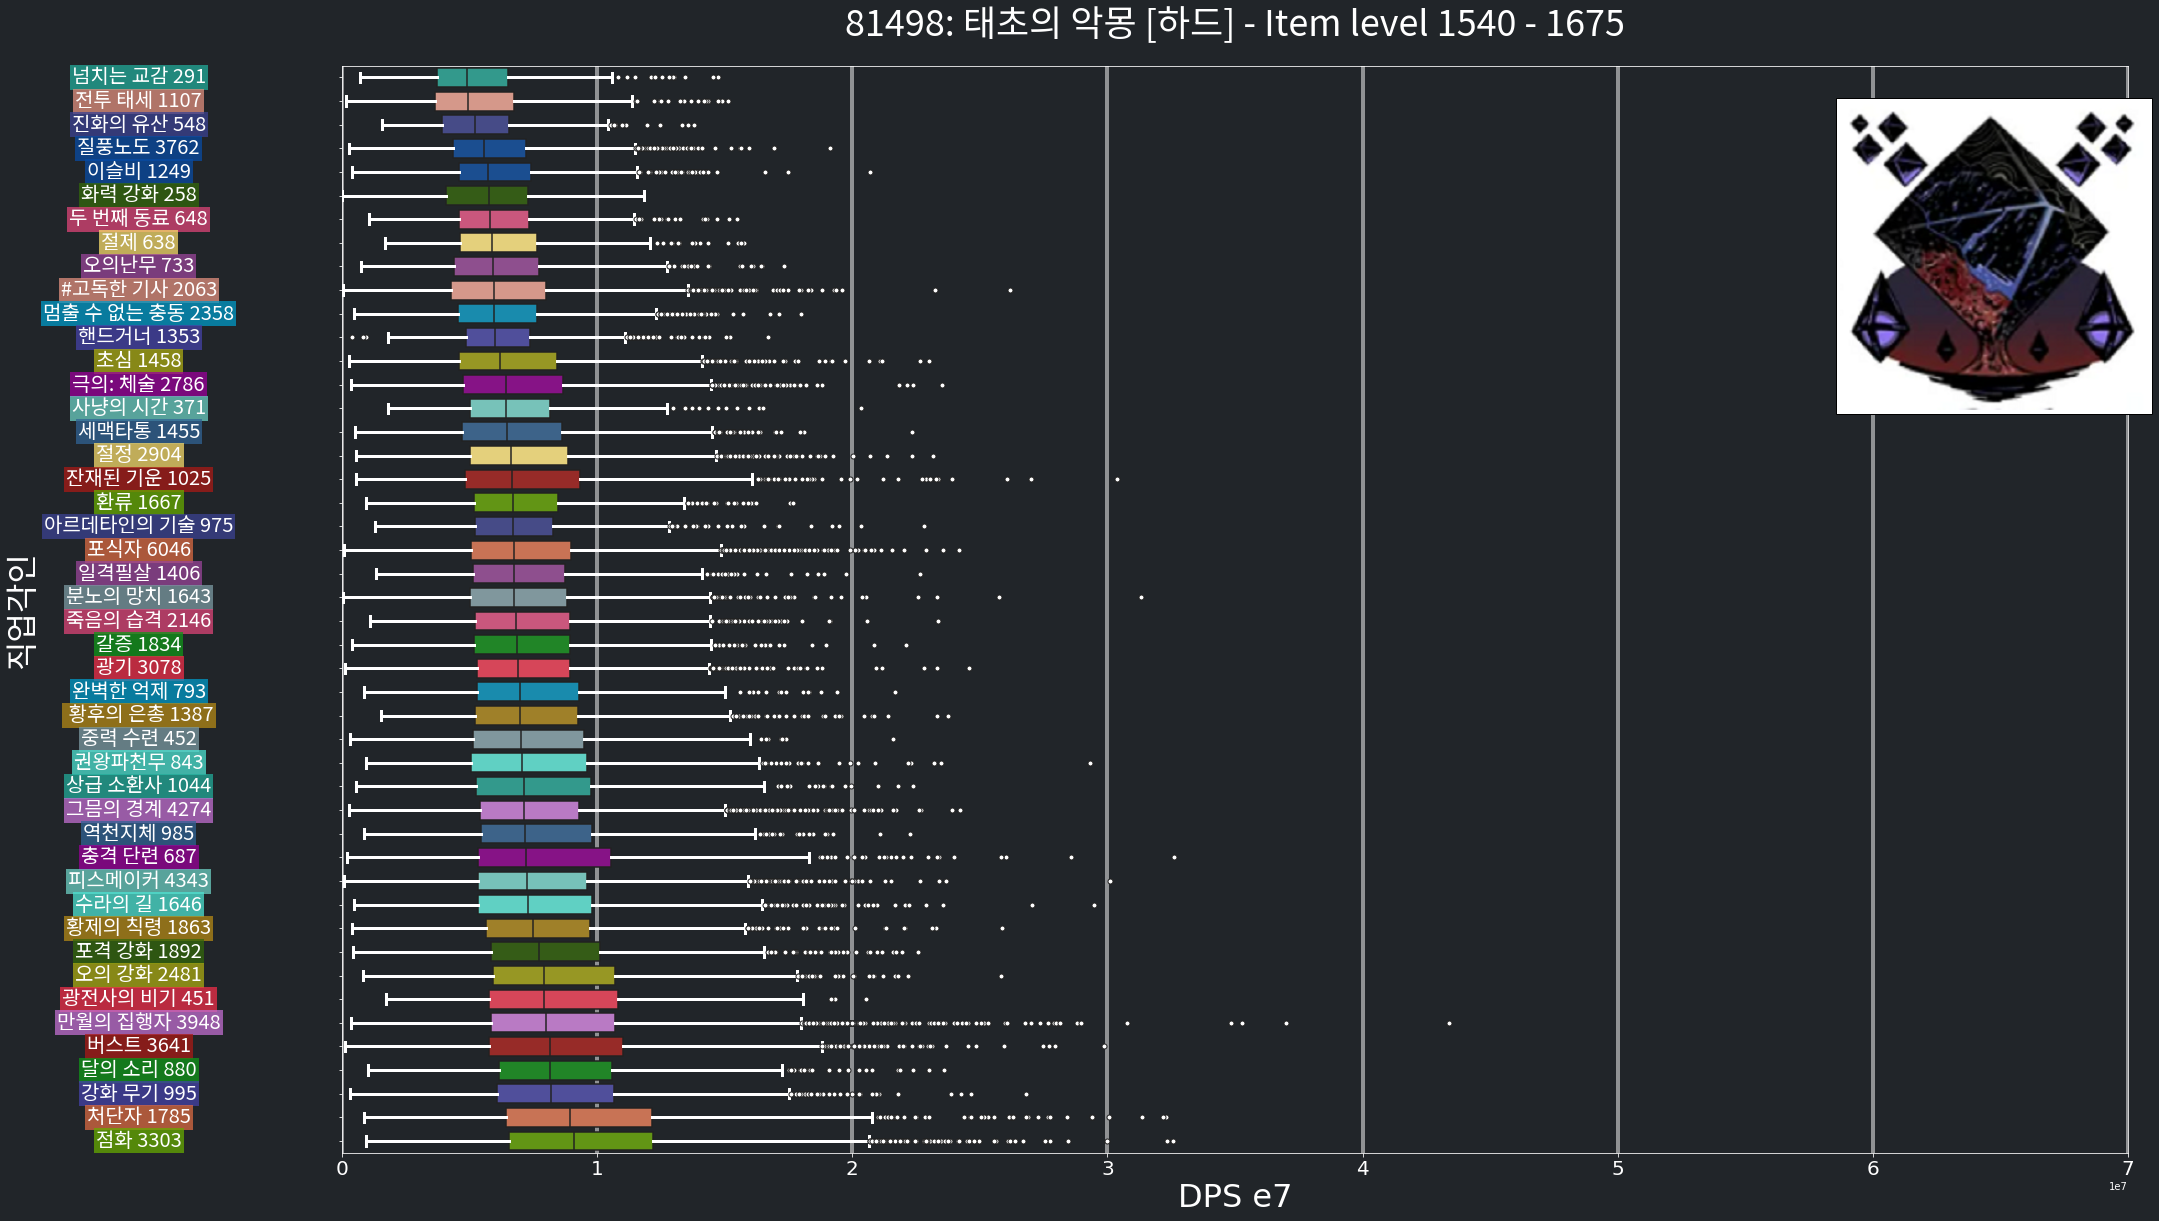 81498: 태초의 악몽 [하드] - Item level 1540 - 1675
직업각인
넘치는 교감 291
전투 태세 1107
진화의 유산 548
질풍노도 3762
이슬비 1249
화력 강화 258
두 번째 동료 648
절제 638
오의난무 733
#고독한 기사 2063
멈출 수 없는 충동 2358
핸드거너 1353
초심 1458
극의: 체술 2786
사냥의 시간 371
세맥타통 1455
절정 2904
잔재된 기운 1025
환류 1667
아르데타인의 기술 975
포식자 6046
일격필살 1406
분노의 망치 1643
죽음의 습격 2146
갈증 1834
광기 3078
완벽한 억제 793
황후의 은총 1387
중력 수련 452
권왕파천무 843
상급 소환사 1044
그믐의 경계 4274
역천지체 985
충격 단련 687
피스메이커 4343
수라의 길 1646
황제의 칙령 1863
포격 강화 1892
오의 강화 2481
광전사의 비기 451
만월의 집행자 3948
버스트 3641
달의 소리 880
강화 무기 995
처단자 1785
점화 3303
0 1 2 3 4 5 6 7
1e7
DPS e7